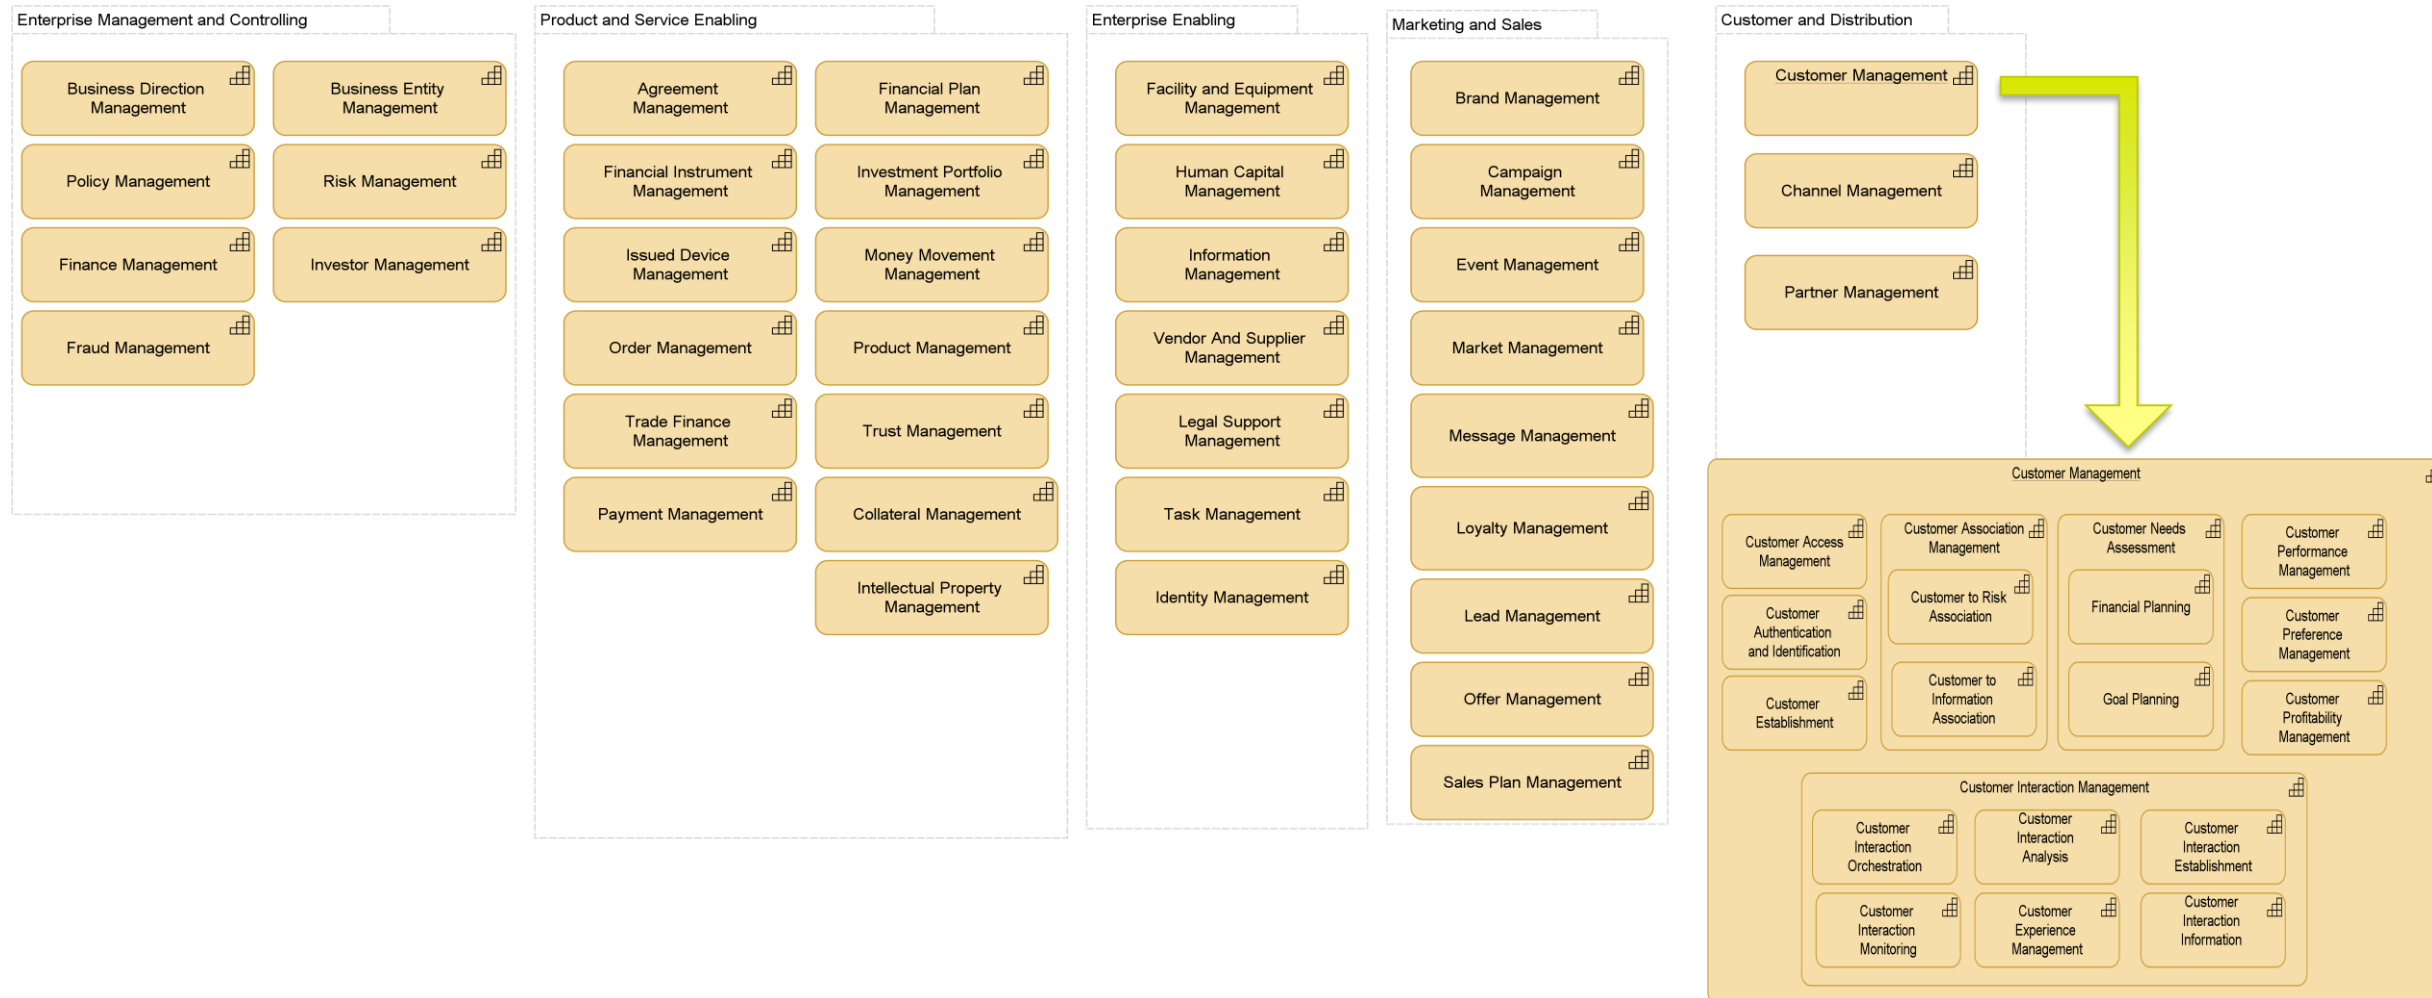 Enterprise Management and Controlling
Business Direction
Management
Business Entity
Management
Policy Management
Risk Management
Finance Management
Investor Management
Fraud Management
Product and Service Enabling
Agreement
Management
Financial Plan
Management
Financial Instrument
Management
Investment Portfolio
Management
Issued Device
Management
Money Movement
Management
Order Management
Product Management
Trade Finance
Management
Trust Management
Payment Management
Collateral Management
Intellectual Property
Management
Enterprise Enabling
Facility and Equipment
Management
Human Capital
Management
Information
Management
Vendor And Supplier
Management
Legal Support
Management
Task Management
Identity Management
Marketing and Sales
Brand Management
Campaign
Management
Event Management
Market Management
Message Management
Loyalty Management
Lead Management
Offer Management
Sales Plan Management
Customer and Distribution
Customer Management
Channel Management
Partner Management
Customer Management
Customer Access
Management
Customer
Authentication
and Identification
Customer
Establishment
Customer Association
Management
Customer to Risk
Association
Customer to
Information
Association
Customer Needs
Assessment
Financial Planning
Goal Planning
Customer
Performance
Management
Customer
Preference
Management
Customer
Profitability
Management
Customer Interaction Management
Customer
Interaction
Orchestration
Customer
Interaction
Analysis
Customer
Interaction
Establishment
Customer
Interaction
Monitoring
Customer
Experience
Management
Customer
Interaction
Information